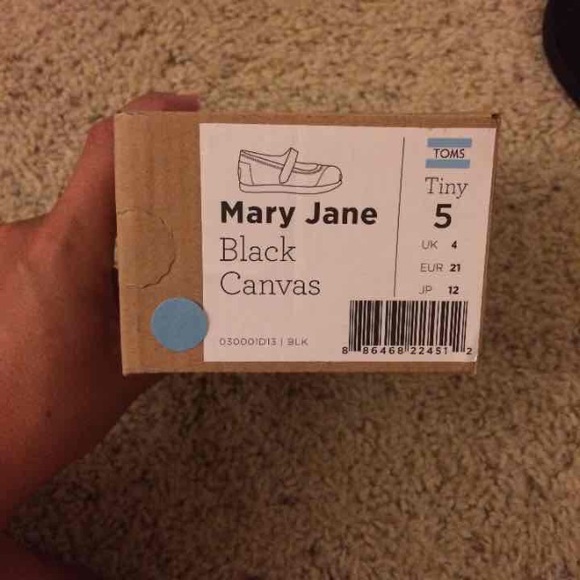 Mary Jane
Black
Canvas
030001D13 | BLK
TOMS
Tiny
5
UK 4
EUR 21
JP 12
8 86468 22451 2